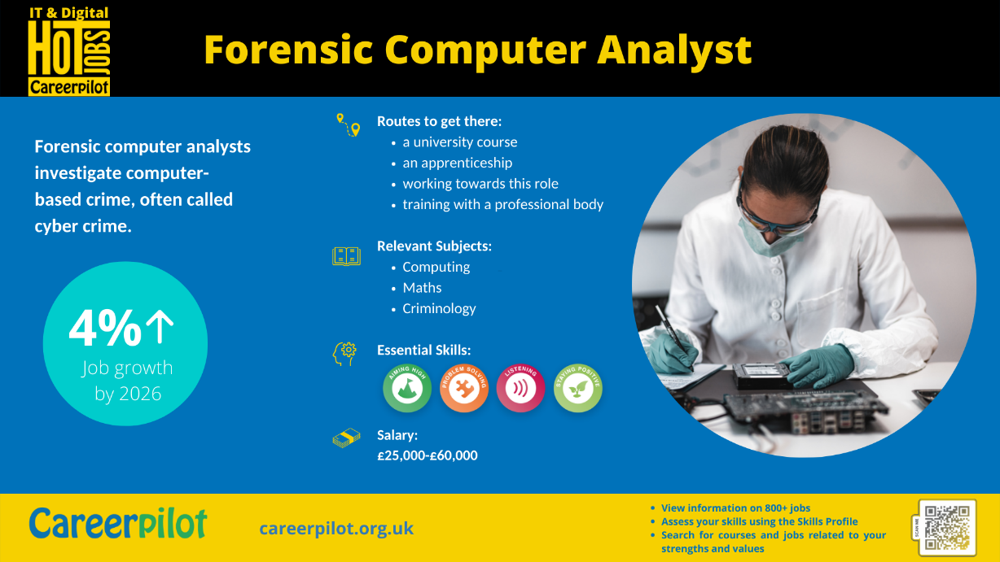 IT & Digital
HOT JOBS
Careerpilot
Forensic Computer Analyst
Forensic computer analysts
investigate computer-
based crime, often called
cyber crime.
4%↑
Job growth
by 2026
Routes to get there:
• a university course
• an apprenticeship
• working towards this role
• training with a professional body
Relevant Subjects:
• Computing
• Maths
• Criminology
Essential Skills:
AIMING HIGH
PROBLEM SOLVING
LISTENING
STAYING POSITIVE
Salary:
£25,000-£60,000
Careerpilot
careerpilot.org.uk
• View information on 800+ jobs
• Assess your skills using the Skills Profile
• Search for courses and jobs related to your
strengths and values
SCAN ME